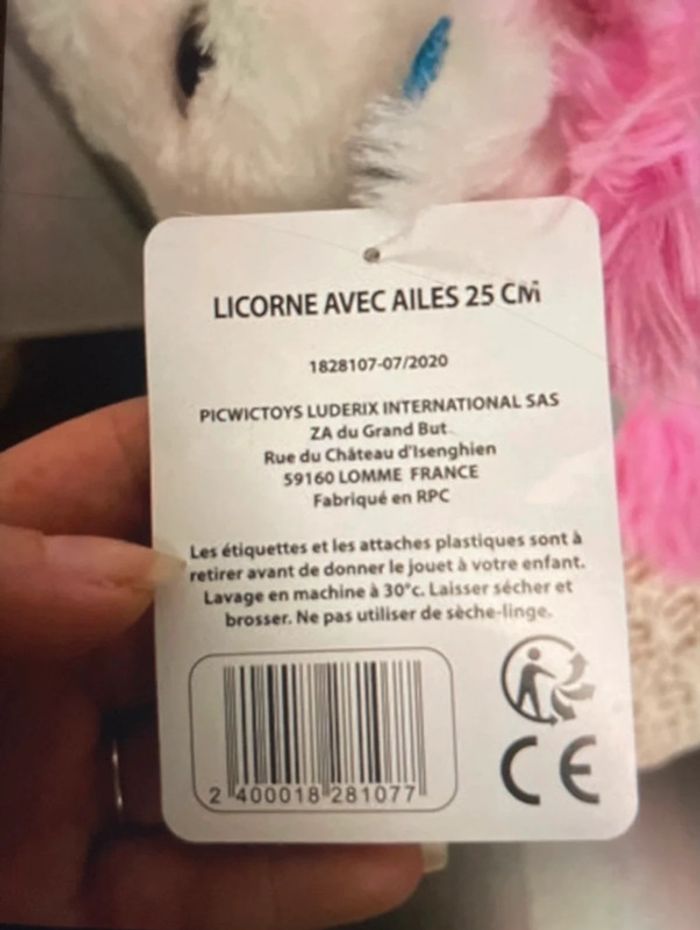 LICORNE AVEC AILES 25 CM
1828107-07/2020
PICWICTOYS LUDERIX INTERNATIONAL SAS
ZA du Grand But
Rue du Château d'Isenghien
59160 LOMME FRANCE
Fabriqué en RPC
Les étiquettes et les attaches plastiques sont à
retirer avant de donner le jouet à votre enfant.
Lavage en machine à 30°c. Laisser sécher et
brosser. Ne pas utiliser de sèche-linge.
2 400018 281077
CE